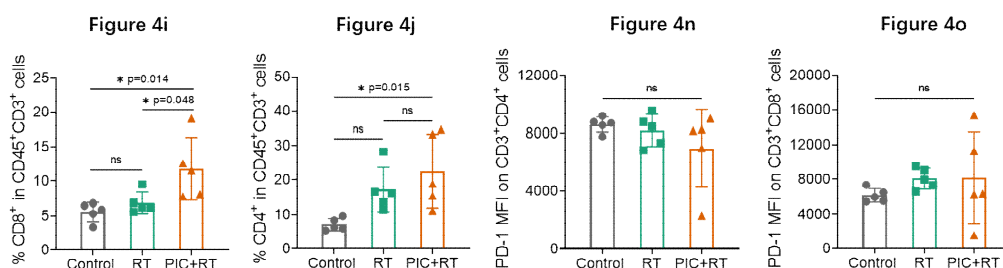 Figure 4i
% CD8⁺ in CD45⁺CD3⁺ cells
25
20
15
10
5
0
* p=0.014
* p=0.048
ns
Control RT PIC+RT
Figure 4j
% CD4⁺ in CD45⁺CD3⁺ cells
50
40
30
20
10
0
* p=0.015
ns
ns
Control RT PIC+RT
Figure 4n
PD-1 MFI on CD3⁺CD4⁺
12000
8000
4000
0
ns
Control RT PIC+RT
Figure 4o
PD-1 MFI on CD3⁺CD8⁺
20000
16000
12000
8000
4000
0
ns
Control RT PIC+RT